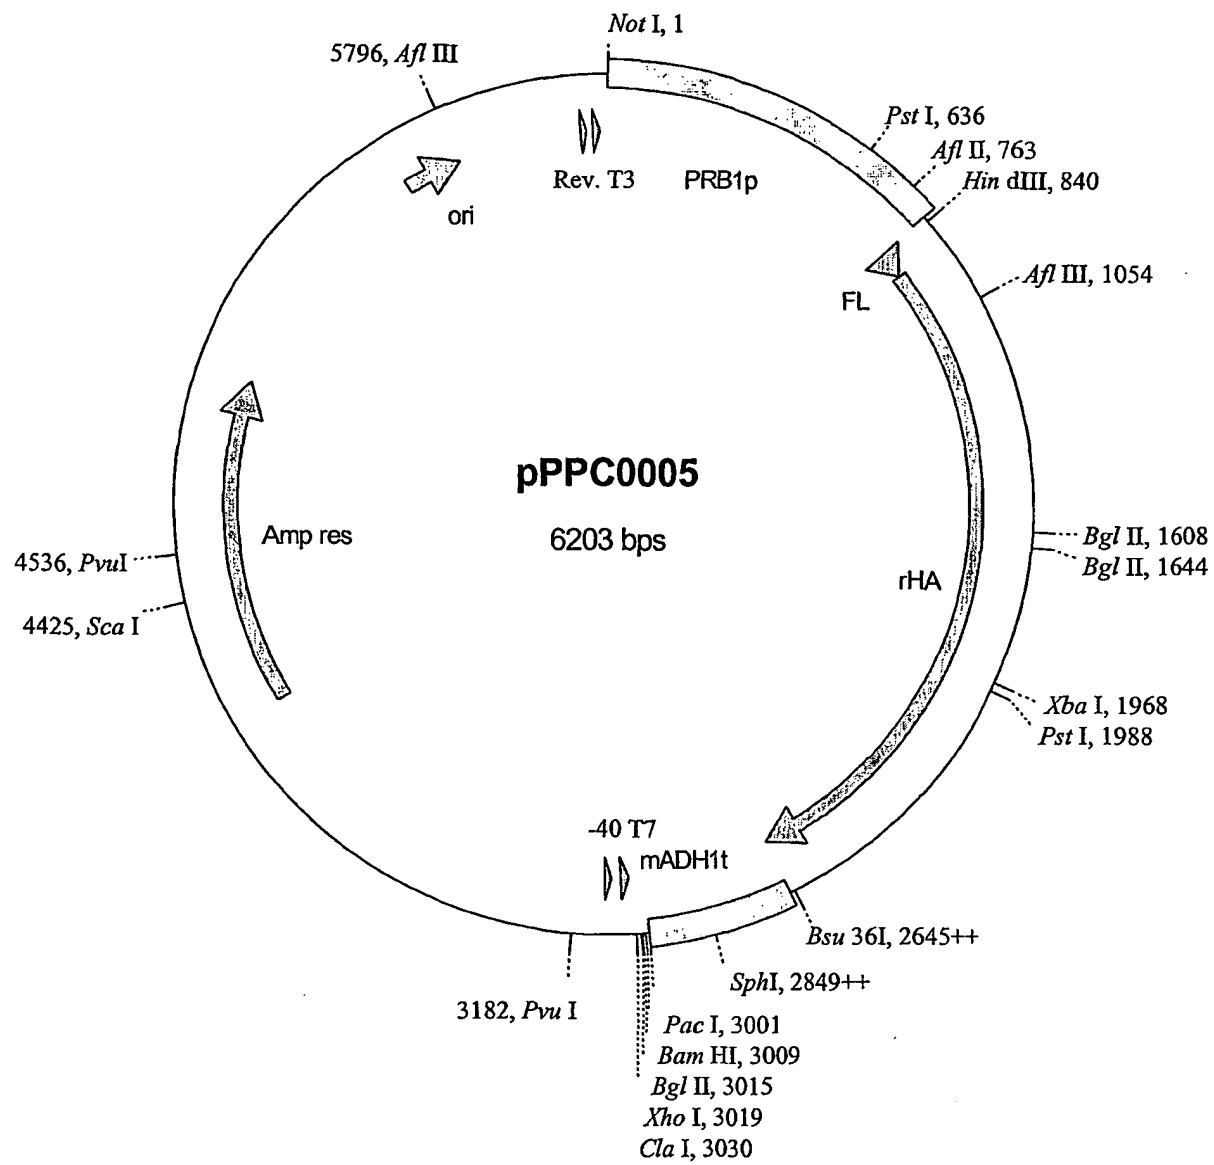 Not I, 1
5796, Afl III
Pst I, 636
Afl II, 763
Hin dIII, 840
Rev. T3
PRB1p
ori
Afl III, 1054
FL
pPPC0005
6203 bps
Amp res
4536, PvuI
4425, Sca I
rHA
Bgl II, 1608
Bgl II, 1644
Xba I, 1968
Pst I, 1988
-40 T7
mADH1t
Bsu 36I, 2645++
SphI, 2849++
3182, Pvu I
Pac I, 3001
Bam HI, 3009
Bgl II, 3015
Xho I, 3019
Cla I, 3030